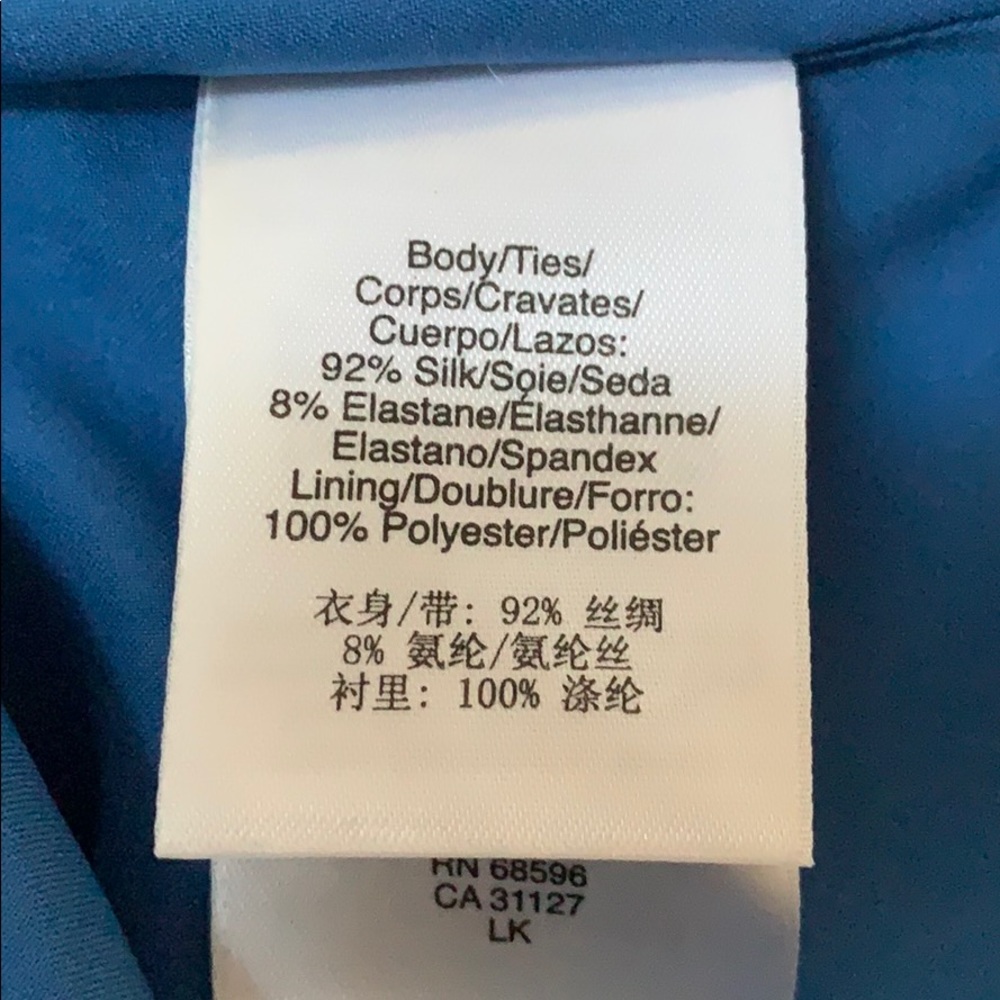 Body/Ties/
Corps/Cravates/
Cuerpo/Lazos:
92% Silk/Soie/Seda
8% Elastane/Élasthanne/
Elastano/Spandex
Lining/Doublure/Forro:
100% Polyester/Poliéster
衣身/带: 92% 丝绸
8% 氨纶/氨纶丝
衬里: 100% 涤纶
RN 68596
CA 31127
LK